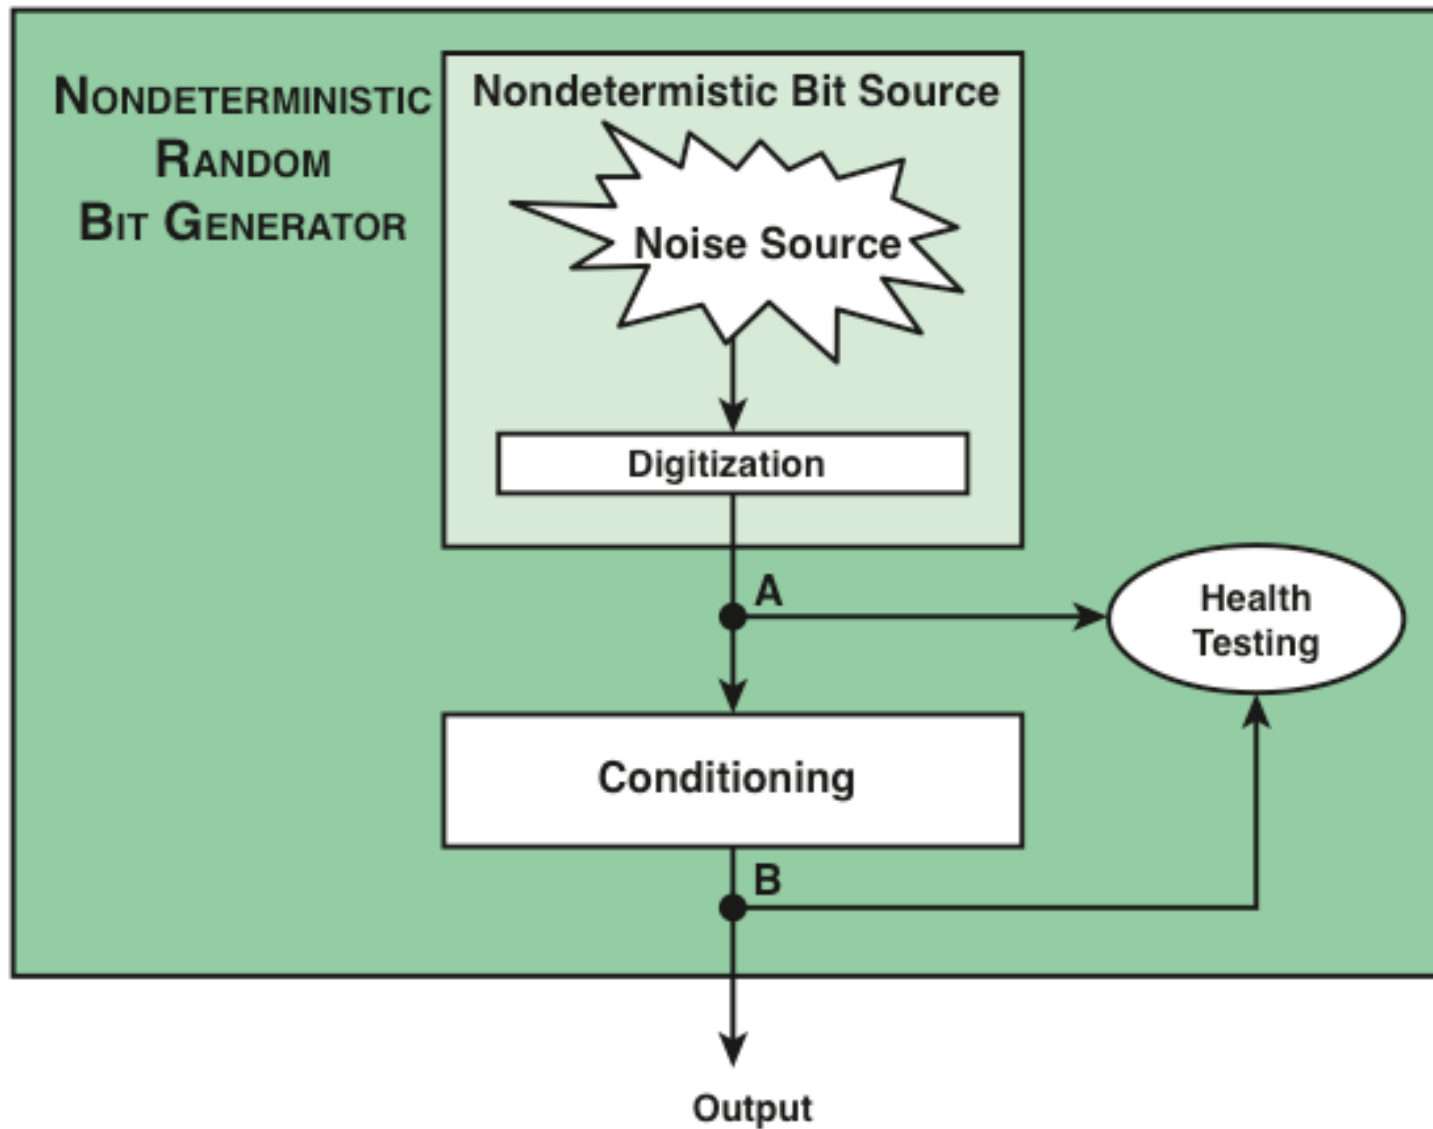 NONDETERMINISTIC
RANDOM
BIT GENERATOR
Nondetermistic Bit Source
Noise Source
Digitization
A
Health
Testing
Conditioning
B
Output